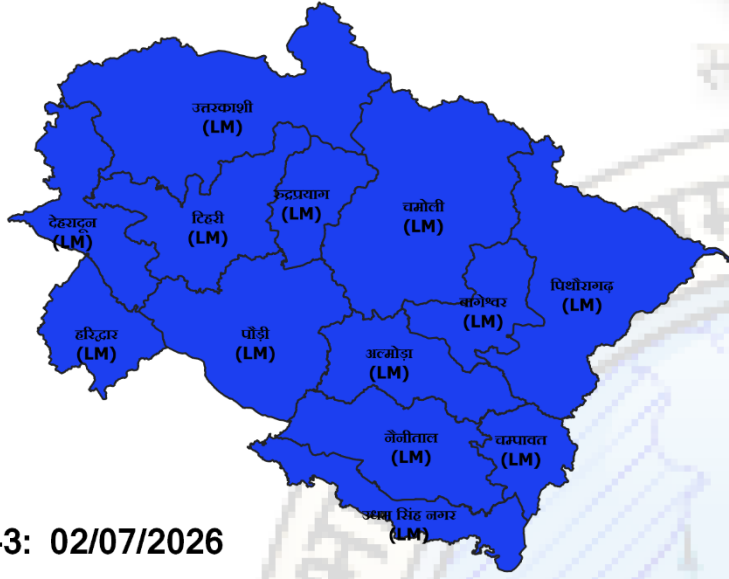 उत्तरकाशी
(LM)
रुद्रप्रयाग
(LM)
टिहरी
(LM)
चमोली
(LM)
देहरादून
(LM)
पिथौरागढ़
(LM)
बागेश्वर
(LM)
हरिद्वार
(LM)
पौड़ी
(LM)
अल्मोड़ा
(LM)
नैनीताल
(LM)
चम्पावत
(LM)
उधम सिंह नगर
(LM)
-3: 02/07/2026